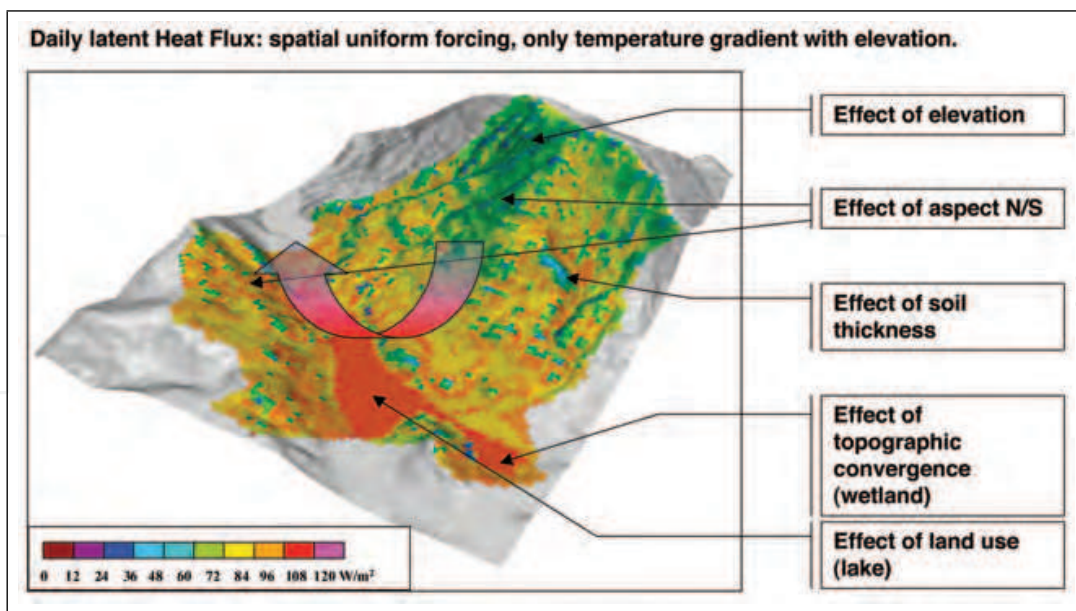 Daily latent Heat Flux: spatial uniform forcing, only temperature gradient with elevation.
Effect of elevation
Effect of aspect N/S
Effect of soil
thickness
Effect of
topographic
convergence
(wetland)
Effect of land use
(lake)
0 12 24 36 48 60 72 84 96 108 120 W/m²